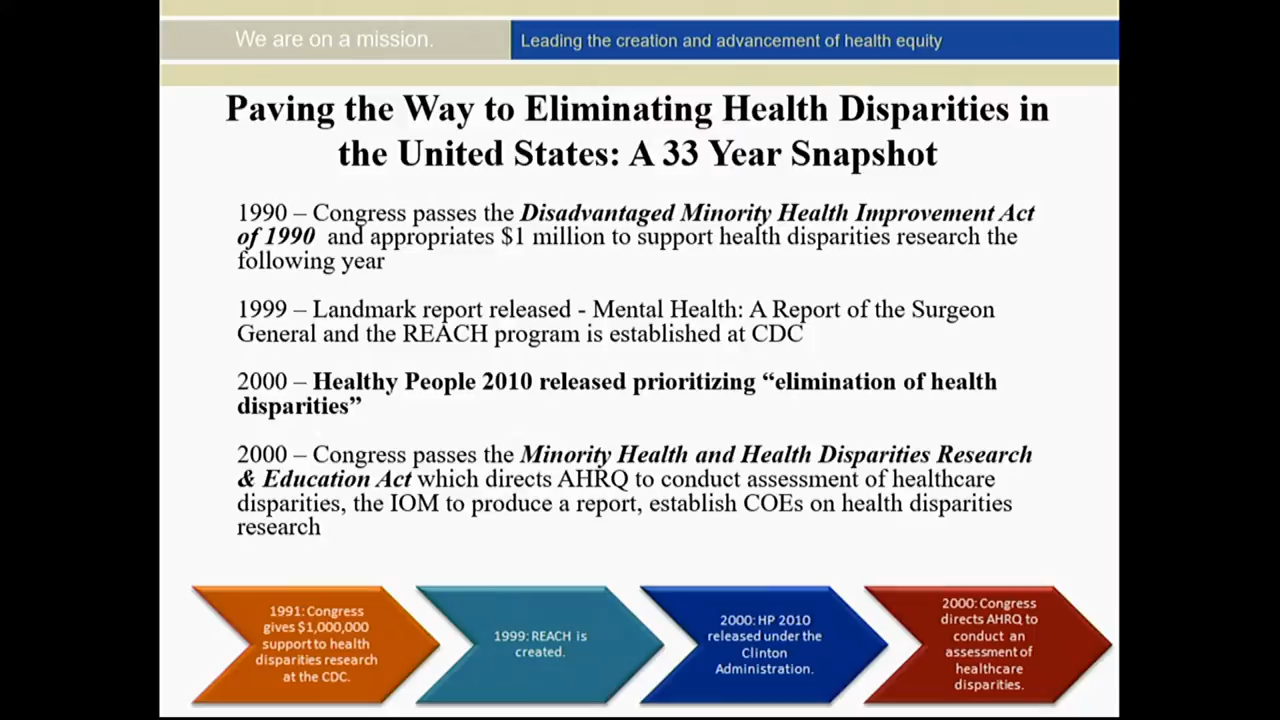 We are on a mission.
Leading the creation and advancement of health equity
Paving the Way to Eliminating Health Disparities in
the United States: A 33 Year Snapshot
1990 – Congress passes the Disadvantaged Minority Health Improvement Act
of 1990 and appropriates $1 million to support health disparities research the
following year
1999 – Landmark report released - Mental Health: A Report of the Surgeon
General and the REACH program is established at CDC
2000 – Healthy People 2010 released prioritizing “elimination of health
disparities”
2000 – Congress passes the Minority Health and Health Disparities Research
& Education Act which directs AHRQ to conduct assessment of healthcare
disparities, the IOM to produce a report, establish COEs on health disparities
research
1991: Congress
gives $1,000,000
support to health
disparities research
at the CDC.
1999: REACH is
created.
2000: HP 2010
released under the
Clinton
Administration.
2000: Congress
directs AHRQ to
conduct an
assessment of
healthcare
disparities.